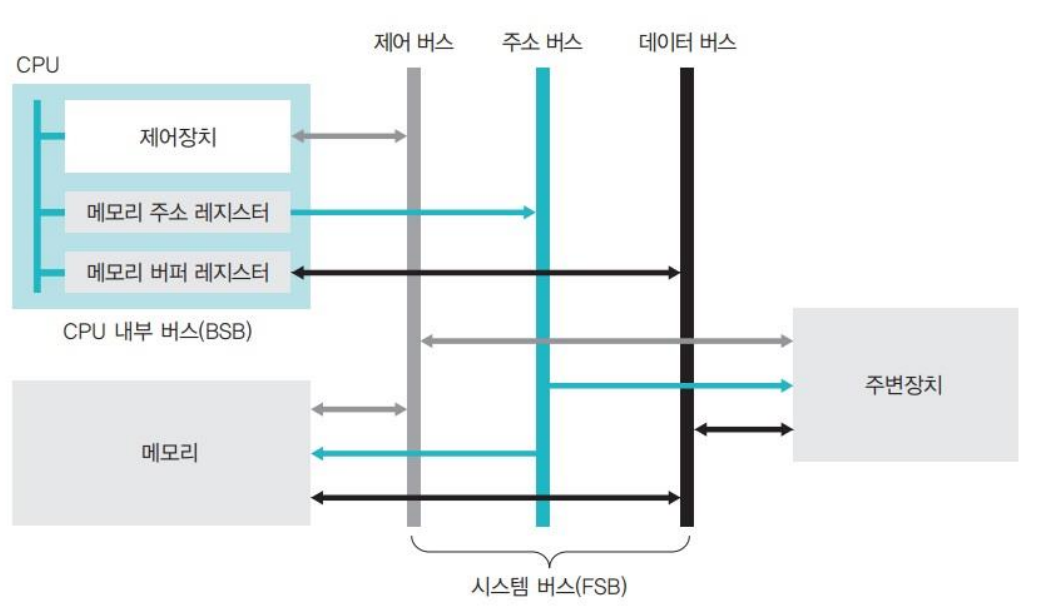 제어 버스
주소 버스
데이터 버스
CPU
제어장치
메모리 주소 레지스터
메모리 버퍼 레지스터
CPU 내부 버스(BSB)
주변장치
메모리
시스템 버스(FSB)